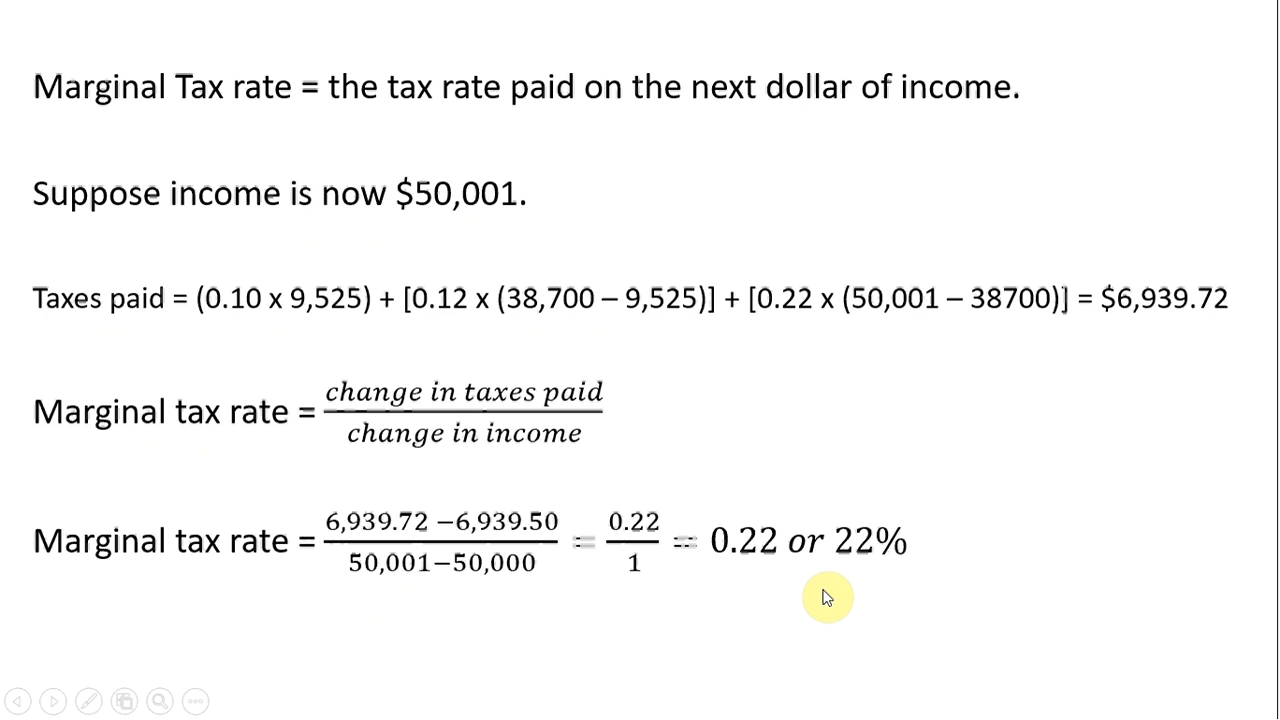 Marginal Tax rate = the tax rate paid on the next dollar of income.
Suppose income is now $50,001.
Taxes paid = (0.10 x 9,525) + [0.12 x (38,700 – 9,525)] + [0.22 x (50,001 – 38700)] = $6,939.72
Marginal tax rate = change in taxes paid / change in income
Marginal tax rate = 6,939.72 −6,939.50 / 50,001−50,000 = 0.22 / 1 = 0.22 or 22%